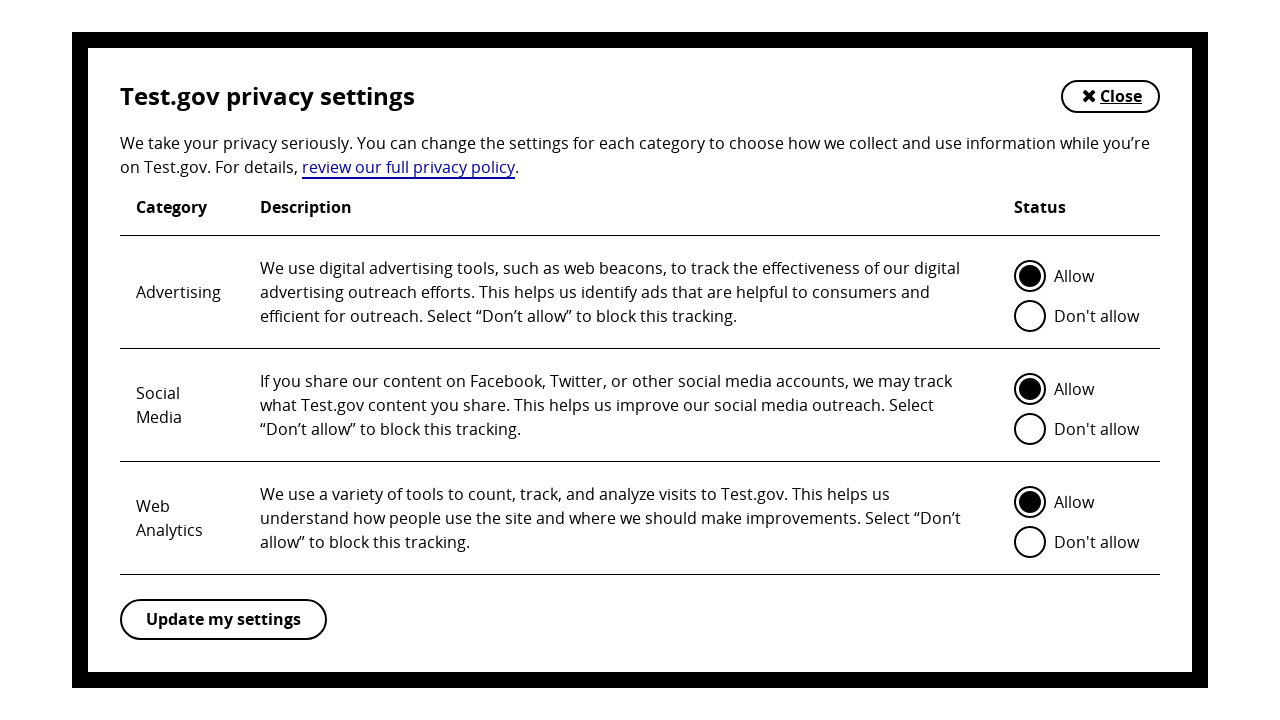 Test.gov privacy settings
✖ Close
We take your privacy seriously. You can change the settings for each category to choose how we collect and use information while you’re
on Test.gov. For details, review our full privacy policy.
Category Description Status
Advertising
We use digital advertising tools, such as web beacons, to track the effectiveness of our digital
advertising outreach efforts. This helps us identify ads that are helpful to consumers and
efficient for outreach. Select “Don’t allow” to block this tracking.
Allow
Don't allow
Social
Media
If you share our content on Facebook, Twitter, or other social media accounts, we may track
what Test.gov content you share. This helps us improve our social media outreach. Select
“Don’t allow” to block this tracking.
Allow
Don't allow
Web
Analytics
We use a variety of tools to count, track, and analyze visits to Test.gov. This helps us
understand how people use the site and where we should make improvements. Select “Don’t
allow” to block this tracking.
Allow
Don't allow
Update my settings